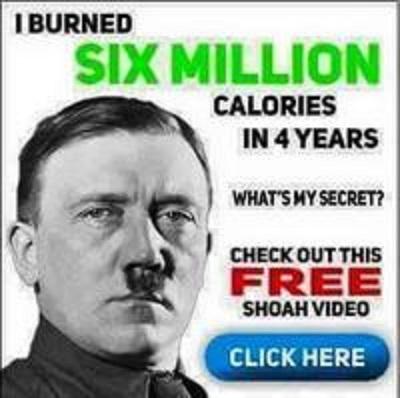 I BURNED
SIX MILLION
CALORIES
IN 4 YEARS
WHAT'S MY SECRET?
CHECK OUT THIS
FREE
SHOAH VIDEO
CLICK HERE